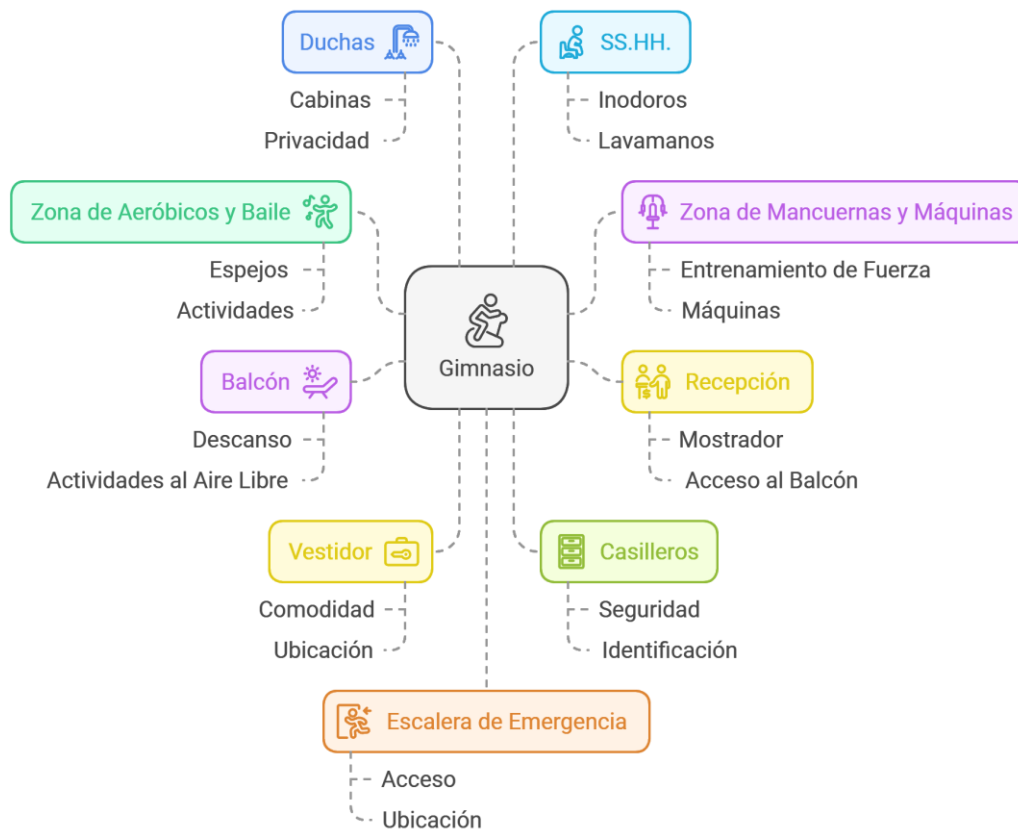 Duchas
Cabinas
Privacidad
SS.HH.
Inodoros
Lavamanos
Zona de Aeróbicos y Baile
Espejos
Actividades
Zona de Mancuernas y Máquinas
Entrenamiento de Fuerza
Máquinas
Gimnasio
Balcón
Descanso
Actividades al Aire Libre
Recepción
Mostrador
Acceso al Balcón
Vestidor
Comodidad
Ubicación
Casilleros
Seguridad
Identificación
Escalera de Emergencia
Acceso
Ubicación